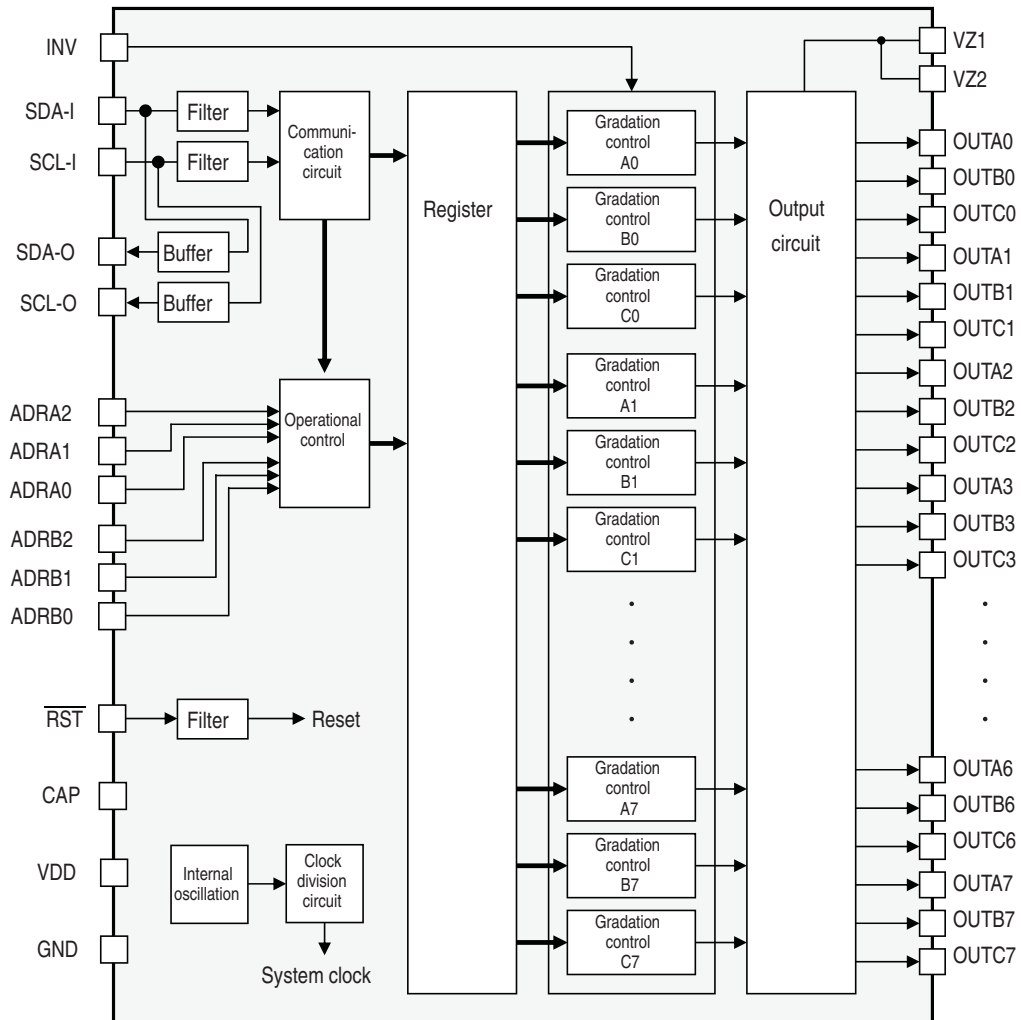 INV
SDA-I
SCL-I
SDA-O
SCL-O
ADRA2
ADRA1
ADRA0
ADRB2
ADRB1
ADRB0
RST
CAP
VDD
GND
Filter
Filter
Buffer
Buffer
Communi-
cation
circuit
Operational
control
Filter
Reset
Internal
oscillation
Clock
division
circuit
System clock
Register
Gradation
control
A0
Gradation
control
B0
Gradation
control
C0
Gradation
control
A1
Gradation
control
B1
Gradation
control
C1
Gradation
control
A7
Gradation
control
B7
Gradation
control
C7
Output
circuit
VZ1
VZ2
OUTA0
OUTB0
OUTC0
OUTA1
OUTB1
OUTC1
OUTA2
OUTB2
OUTC2
OUTA3
OUTB3
OUTC3
OUTA6
OUTB6
OUTC6
OUTA7
OUTB7
OUTC7